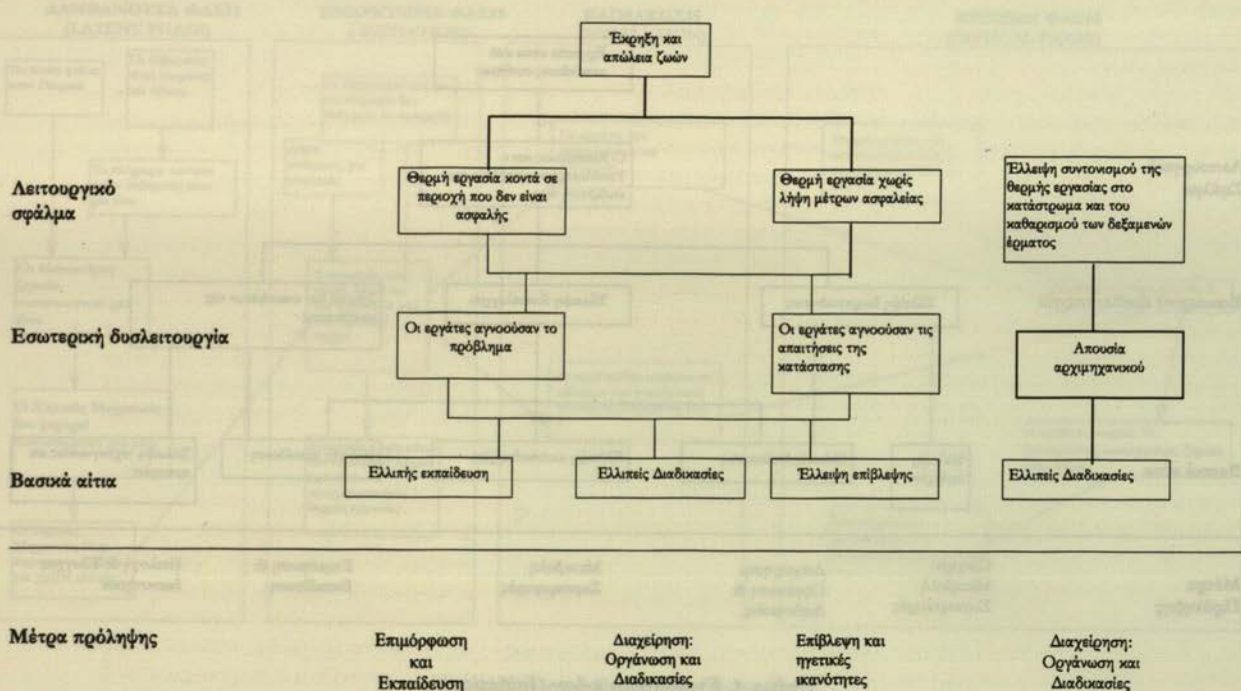 Έκρηξη και
απώλεια ζωών
Λειτουργικό
σφάλμα
Θερμή εργασία κοντά σε
περιοχή που δεν είναι
ασφαλής
Θερμή εργασία χωρίς
λήψη μέτρων ασφαλείας
Έλλειψη συντονισμού της
θερμής εργασίας στο
κατάστρωμα και του
καθαρισμού των δεξαμενών
έρματος
Εσωτερική δυσλειτουργία
Οι εργάτες αγνοούσαν το
πρόβλημα
Οι εργάτες αγνοούσαν τις
απαιτήσεις της
κατάστασης
Απουσία
αρχιμηχανικού
Βασικά αίτια
Ελλιπής εκπαίδευση
Ελλιπείς Διαδικασίες
Έλλειψη επίβλεψης
Ελλιπείς Διαδικασίες
Μέτρα πρόληψης
Επιμόρφωση
και
Εκπαίδευση
Διαχείρηση:
Οργάνωση και
Διαδικασίες
Επίβλεψη και
ηγετικές
ικανότητες
Διαχείρηση:
Οργάνωση και
Διαδικασίες